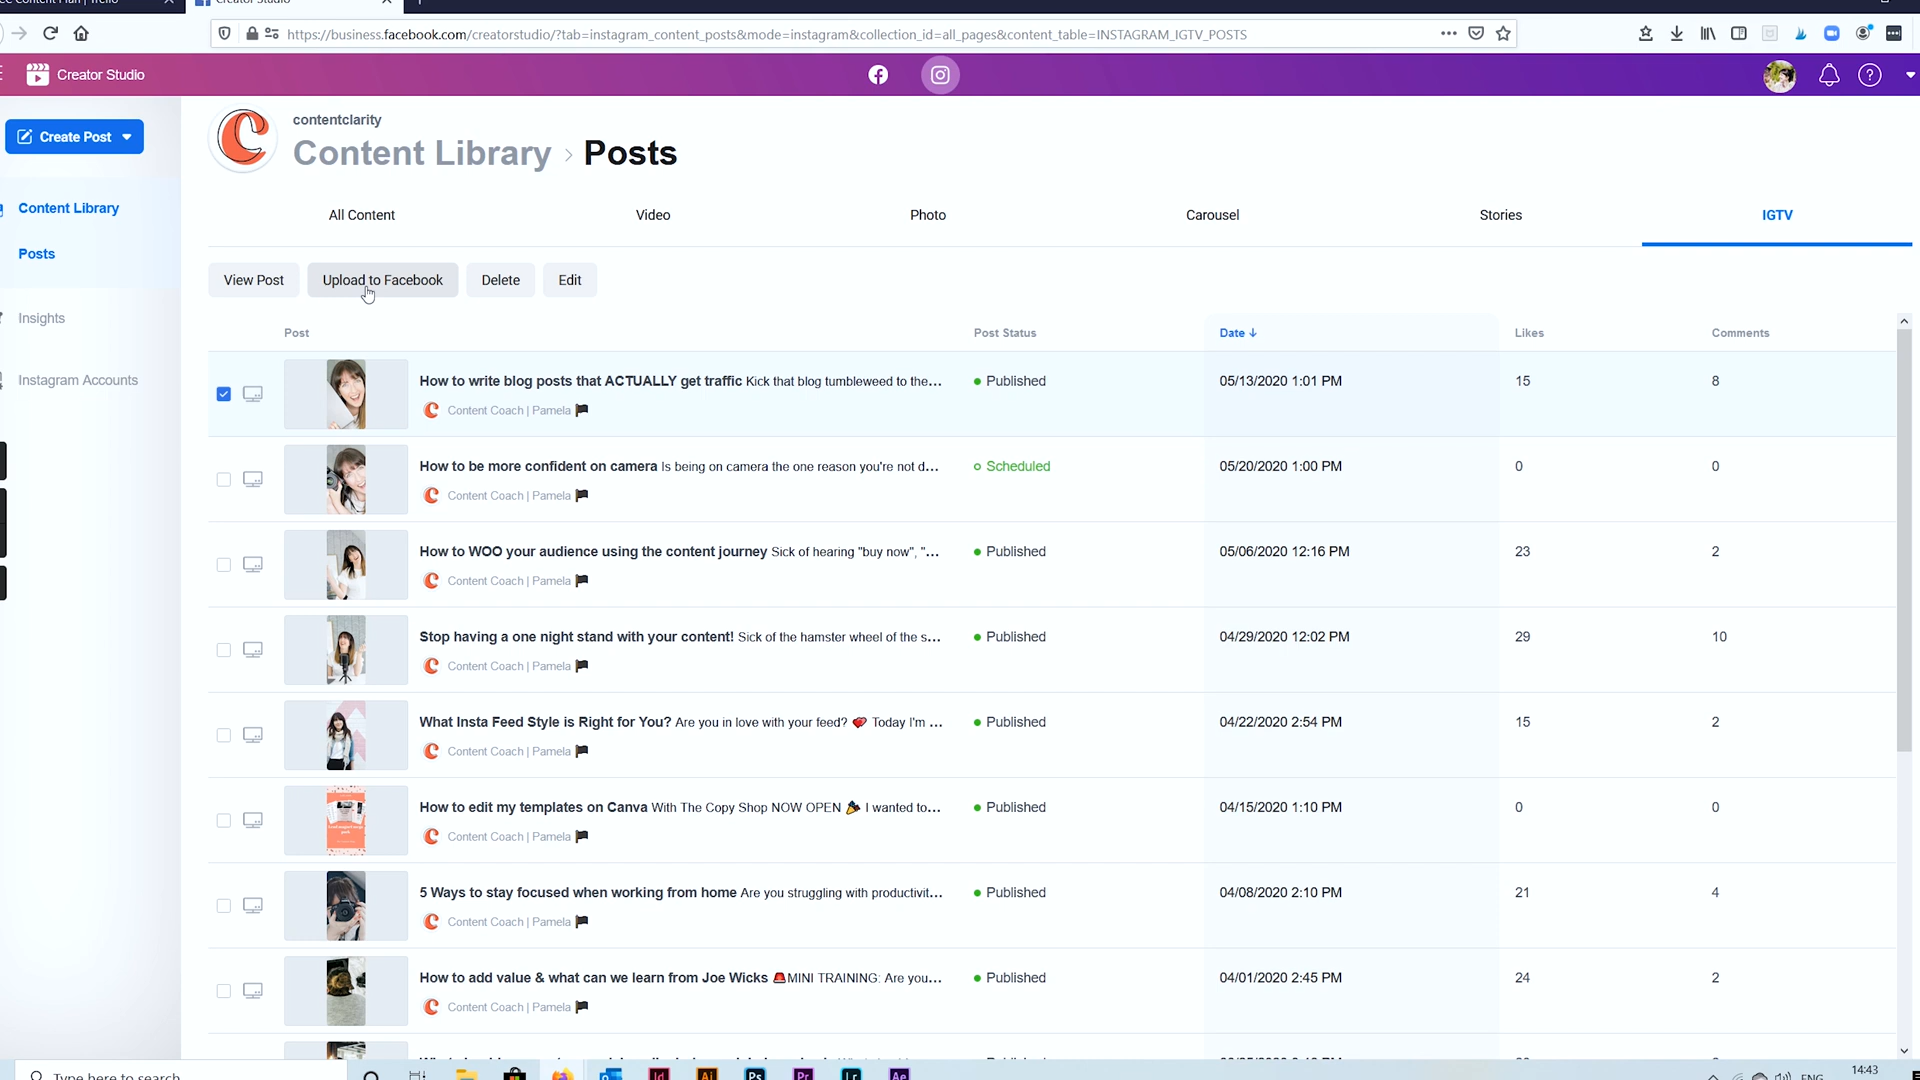 Creator Studio
https://business.facebook.com/creatorstudio/?tab=instagram_content_posts&mode=instagram&collection_id=all_pages&content_table=INSTAGRAM_IGTV_POSTS
Creator Studio
Create Post
Content Library
Posts
Insights
Instagram Accounts
contentclarity
Content Library > Posts
All Content Video Photo Carousel Stories IGTV
View Post Upload to Facebook Delete Edit
Post Post Status Date ↓ Likes Comments
How to write blog posts that ACTUALLY get traffic Kick that blog tumbleweed to the... Published 05/13/2020 1:01 PM 15 8
Content Coach | Pamela
How to be more confident on camera Is being on camera the one reason you're not d... Scheduled 05/20/2020 1:00 PM 0 0
Content Coach | Pamela
How to WOO your audience using the content journey Sick of hearing "buy now", "... Published 05/06/2020 12:16 PM 23 2
Content Coach | Pamela
Stop having a one night stand with your content! Sick of the hamster wheel of the s... Published 04/29/2020 12:02 PM 29 10
Content Coach | Pamela
What Insta Feed Style is Right for You? Are you in love with your feed? Today I'm ... Published 04/22/2020 2:54 PM 15 2
Content Coach | Pamela
How to edit my templates on Canva With The Copy Shop NOW OPEN I wanted to... Published 04/15/2020 1:10 PM 0 0
Content Coach | Pamela
5 Ways to stay focused when working from home Are you struggling with productivit... Published 04/08/2020 2:10 PM 21 4
Content Coach | Pamela
How to add value & what can we learn from Joe Wicks MINI TRAINING: Are you... Published 04/01/2020 2:45 PM 24 2
Content Coach | Pamela
Type here to search
Id Ai Ps Pr Lr Ae
ENG
14:43